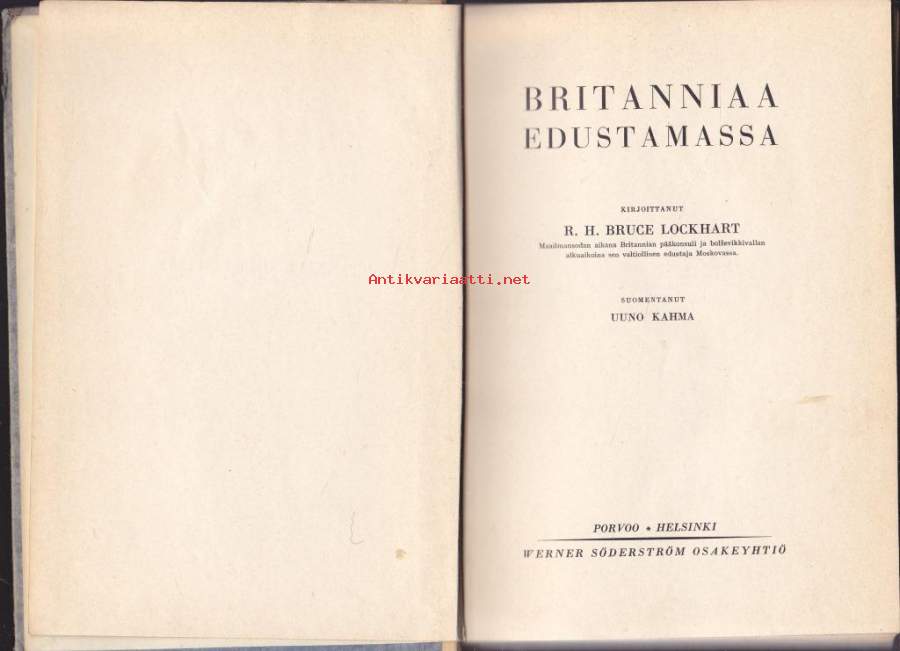 BRITANNIAA
EDUSTAMASSA
KIRJOITTANUT
R. H. BRUCE LOCKHART
Maailmansodan aikana Britannian pääkonsuli ja bolševikkivallan
alkuaikoina sen valtiollisen edustaja Moskovassa.
Antikvariaatti.net
SUOMENTANUT
UUNO KAHMA
PORVOO * HELSINKI
WERNER SÖDERSTRÖM OSAKEYHTIÖ